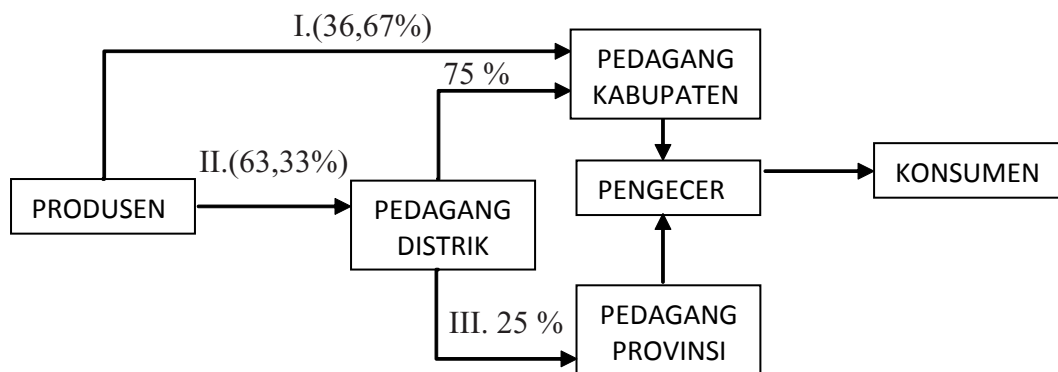 I.(36,67%)
PEDAGANG
KABUPATEN
75 %
II.(63,33%)
PRODUSEN
PEDAGANG
DISTRIK
PENGECER
KONSUMEN
III. 25 %
PEDAGANG
PROVINSI